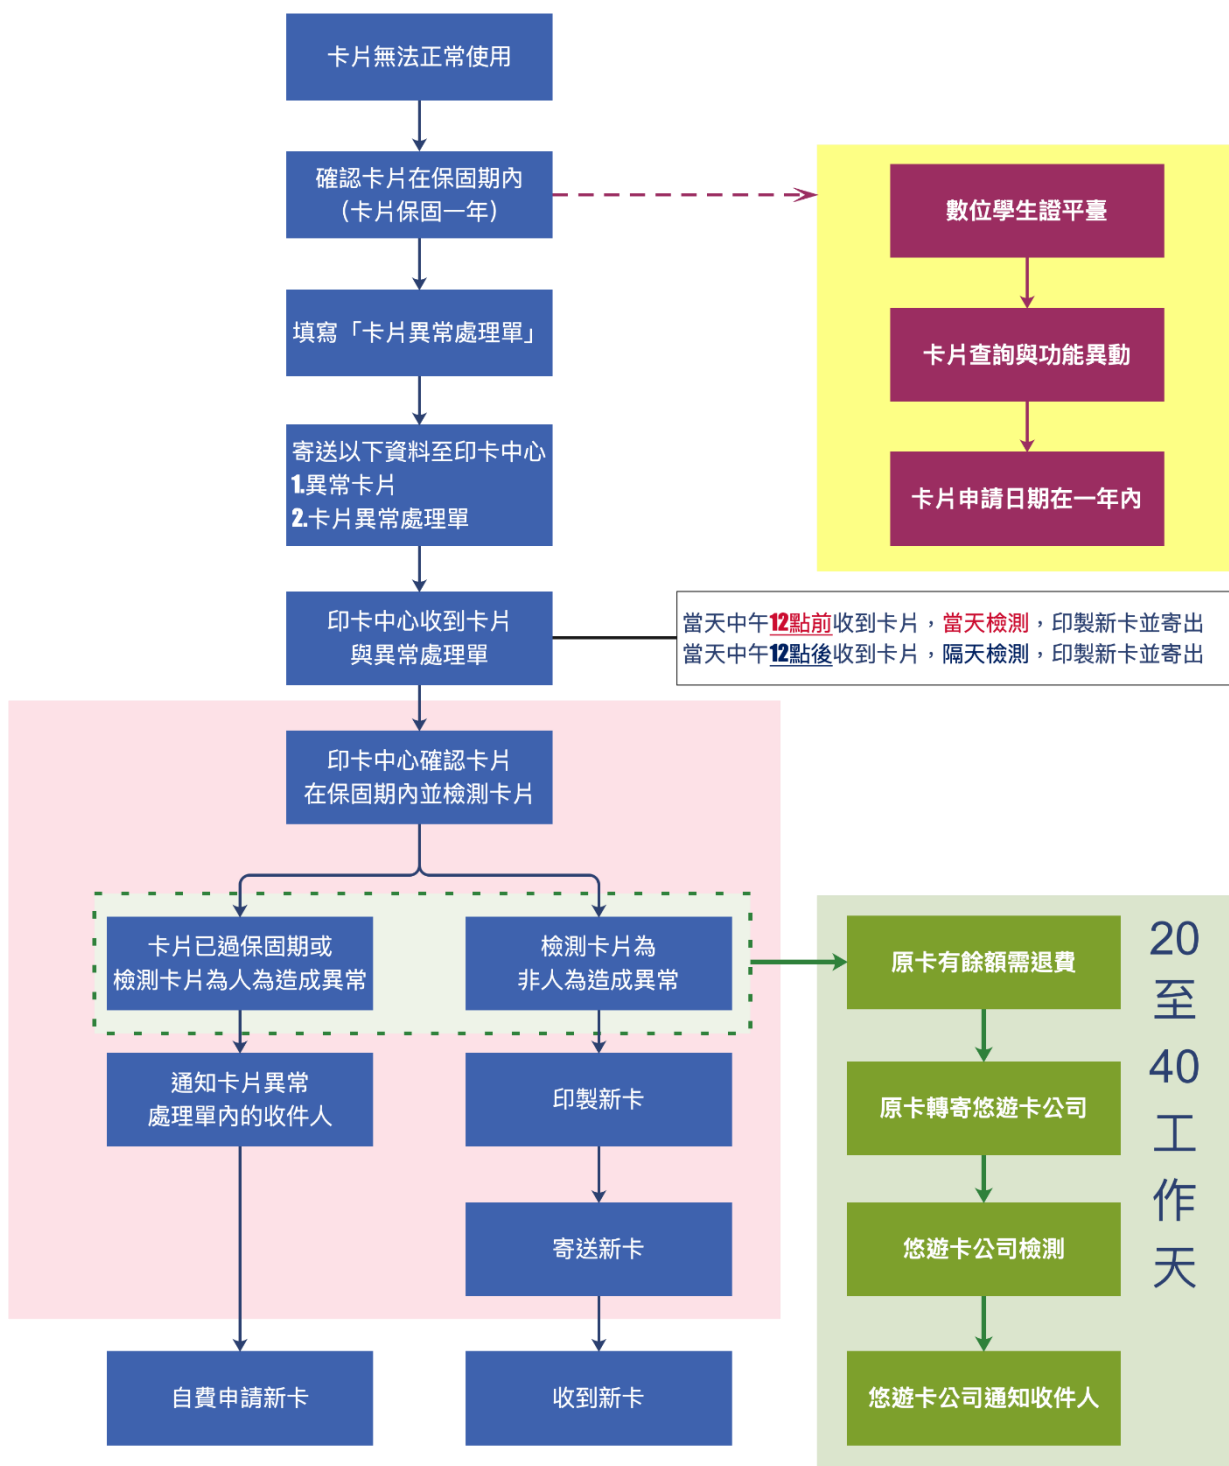 卡片無法正常使用
確認卡片在保固期內
(卡片保固一年)
填寫「卡片異常處理單」
寄送以下資料至印卡中心
1.異常卡片
2.卡片異常處理單
印卡中心收到卡片
與異常處理單
數位學生證平臺
卡片查詢與功能異動
卡片申請日期在一年內
當天中午12點前收到卡片，當天檢測，印製新卡並寄出
當天中午12點後收到卡片，隔天檢測，印製新卡並寄出
印卡中心確認卡片
在保固期內並檢測卡片
卡片已過保固期或
檢測卡片為人為造成異常
通知卡片異常
處理單內的收件人
自費申請新卡
檢測卡片為
非人為造成異常
印製新卡
寄送新卡
收到新卡
原卡有餘額需退費
原卡轉寄悠遊卡公司
悠遊卡公司檢測
悠遊卡公司通知收件人
20
至
40
工
作
天